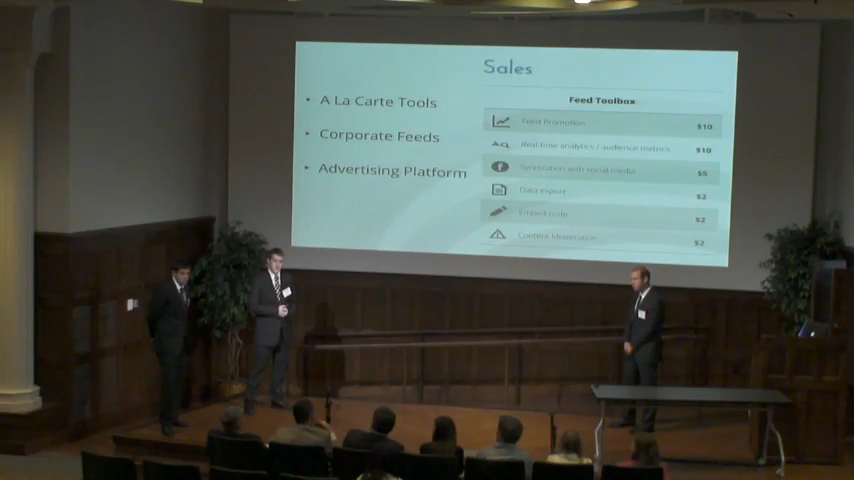 Sales
• A La Carte Tools
• Corporate Feeds
• Advertising Platform
Feed Toolbox
Feed Promotion $10
Real time analytics / audience metrics $10
Syndication with social media $5
Data export $2
Embed code $2
Content Moderation $2